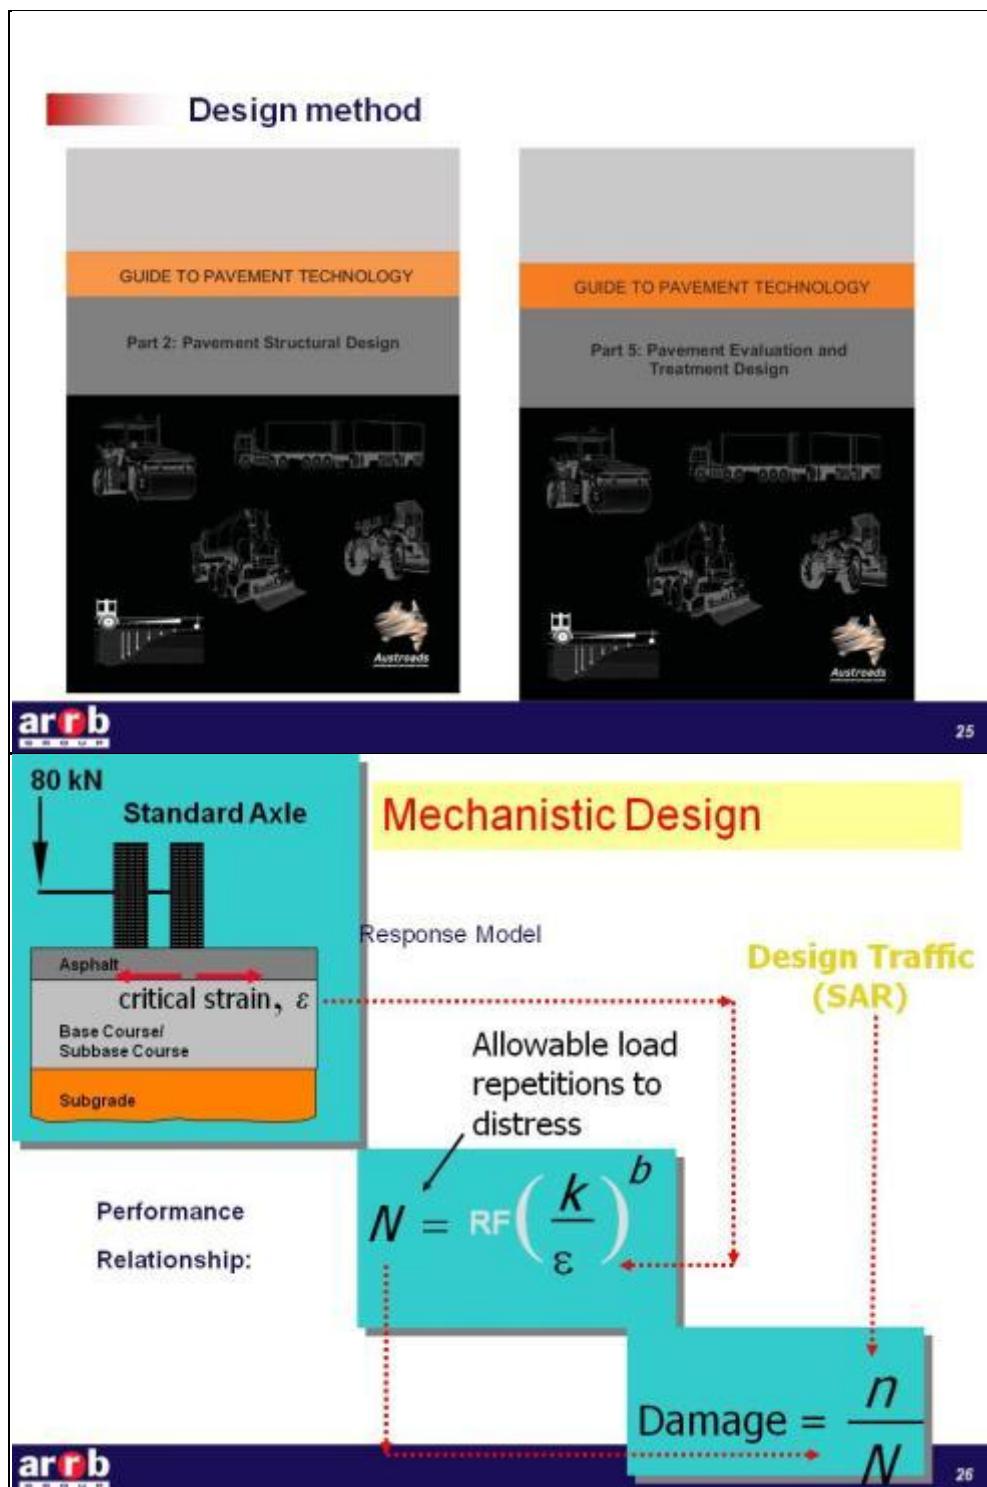 Design method
GUIDE TO PAVEMENT TECHNOLOGY
Part 2: Pavement Structural Design
Austroads
GUIDE TO PAVEMENT TECHNOLOGY
Part 5: Pavement Evaluation and
Treatment Design
Austroads
arrb
GROUP
25
80 kN
Standard Axle
Mechanistic Design
Response Model
Asphalt
critical strain, ε
Base Course/
Subbase Course
Subgrade
Design Traffic
(SAR)
Allowable load
repetitions to
distress
Performance
Relationship:
N = RF(k/ε)^b
Damage = n/N
arrb
GROUP
26